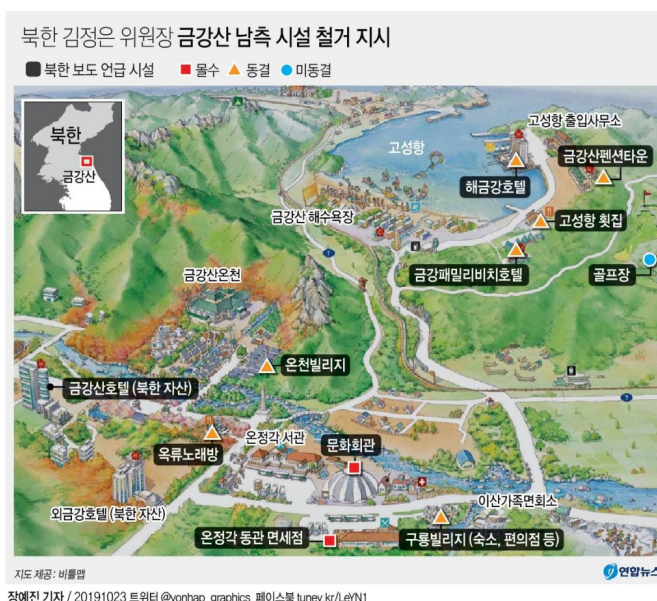 북한 김정은 위원장 금강산 남측 시설 철거 지시
북한 보도 언급 시설 몰수 동결 미동결
북한
금강산
고성항 출입사무소
고성항
금강산펜션타운
해금강호텔
금강산 해수욕장
고성항 횟집
금강패밀리비치호텔
골프장
금강산온천
온천빌리지
금강산호텔 (북한 자산)
온정각 서관
옥류노래방
문화회관
외금강호텔 (북한 자산)
이산가족면회소
온정각 동관 면세점
구룡빌리지 (숙소, 편의점 등)
지도 제공 : 비틀맵
연합뉴스
장예진 기자 / 20191023 트위터 @yonhap_graphics 페이스북 tuney.kr/LeYN1